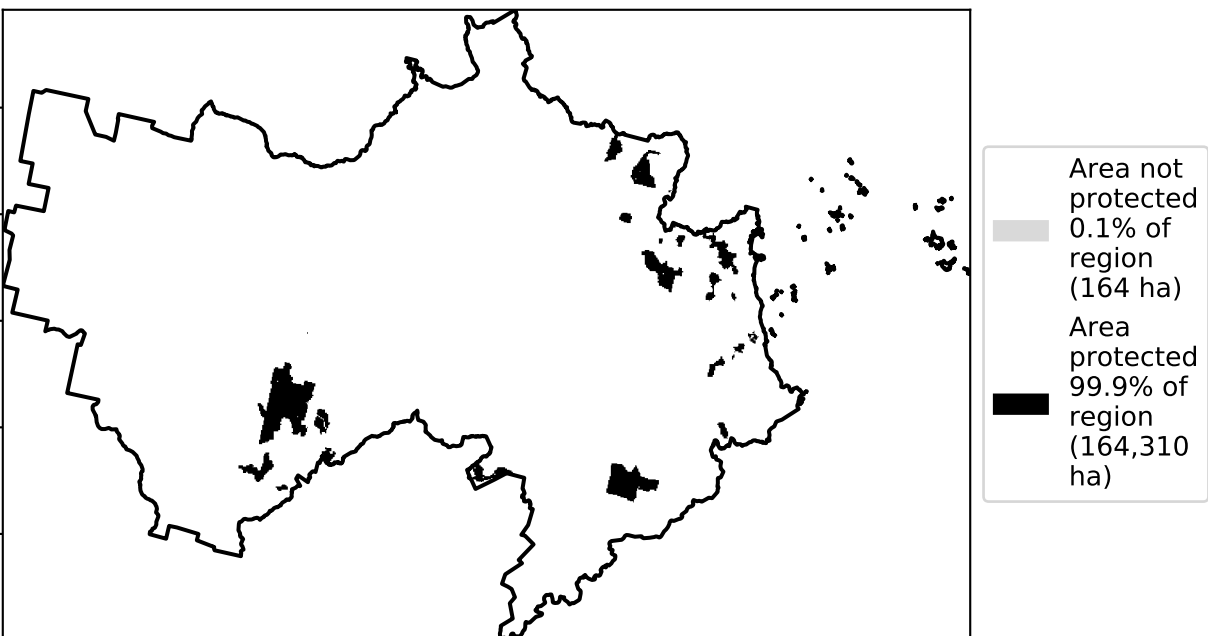 Area not
protected
0.1% of
region
(164 ha)
Area
protected
99.9% of
region
(164,310
ha)